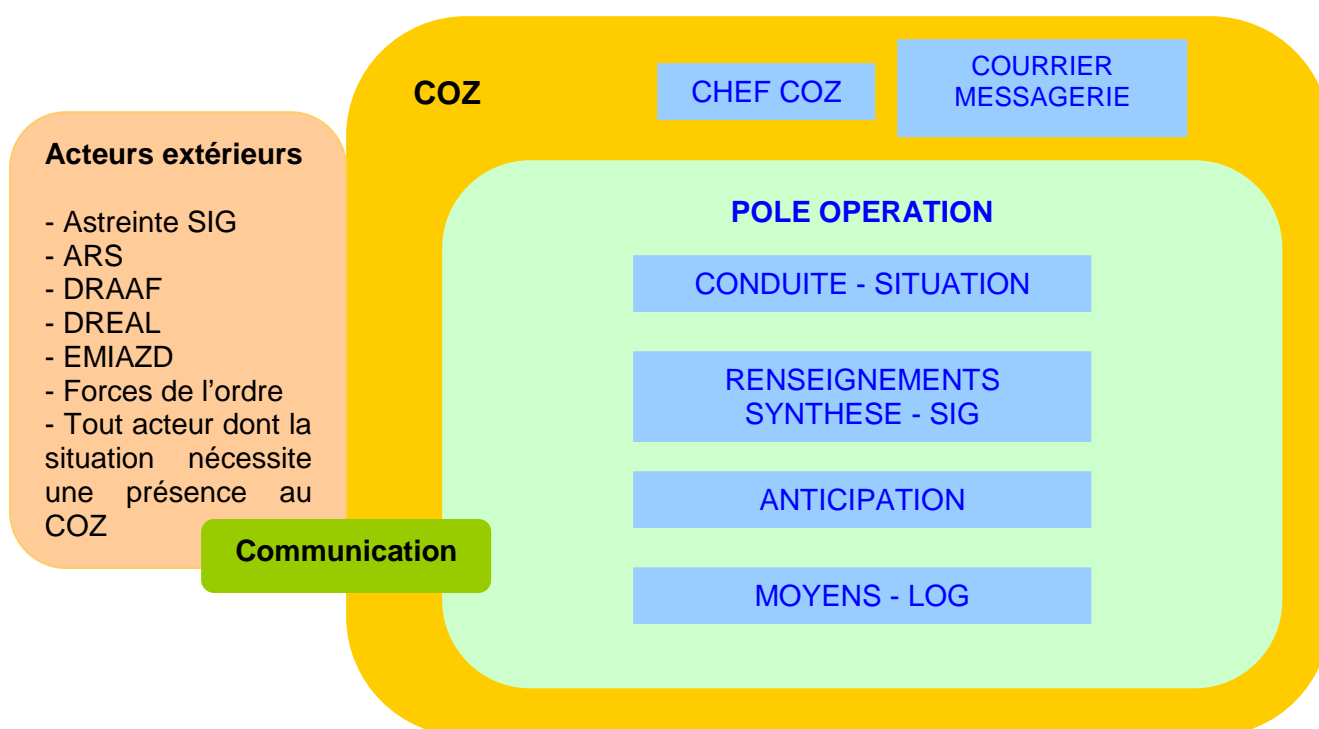 COZ
CHEF COZ
COURRIER
MESSAGERIE
Acteurs extérieurs
- Astreinte SIG
- ARS
- DRAAF
- DREAL
- EMIAZD
- Forces de l'ordre
- Tout acteur dont la
situation nécessite
une présence au
COZ
Communication
POLE OPERATION
CONDUITE - SITUATION
RENSEIGNEMENTS
SYNTHESE - SIG
ANTICIPATION
MOYENS - LOG